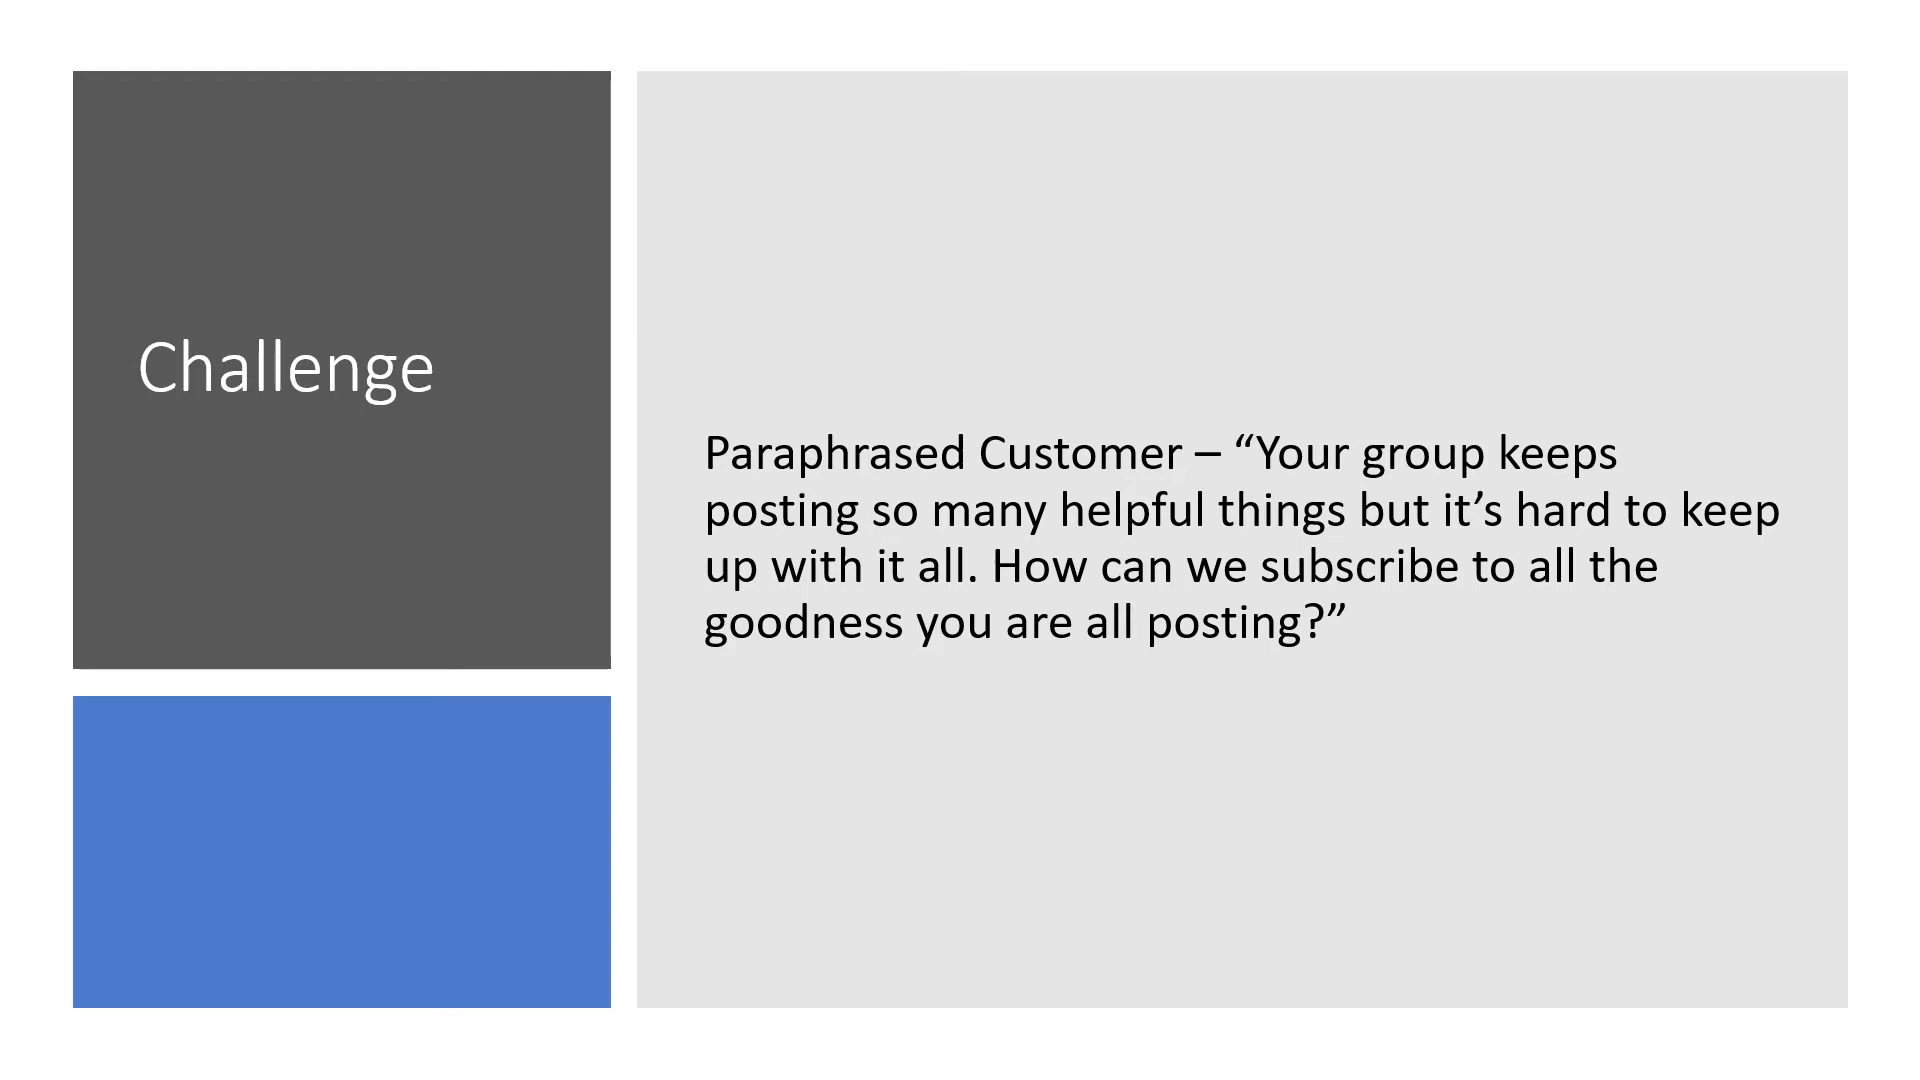 Challenge
Paraphrased Customer – “Your group keeps
posting so many helpful things but it’s hard to keep
up with it all. How can we subscribe to all the
goodness you are all posting?”